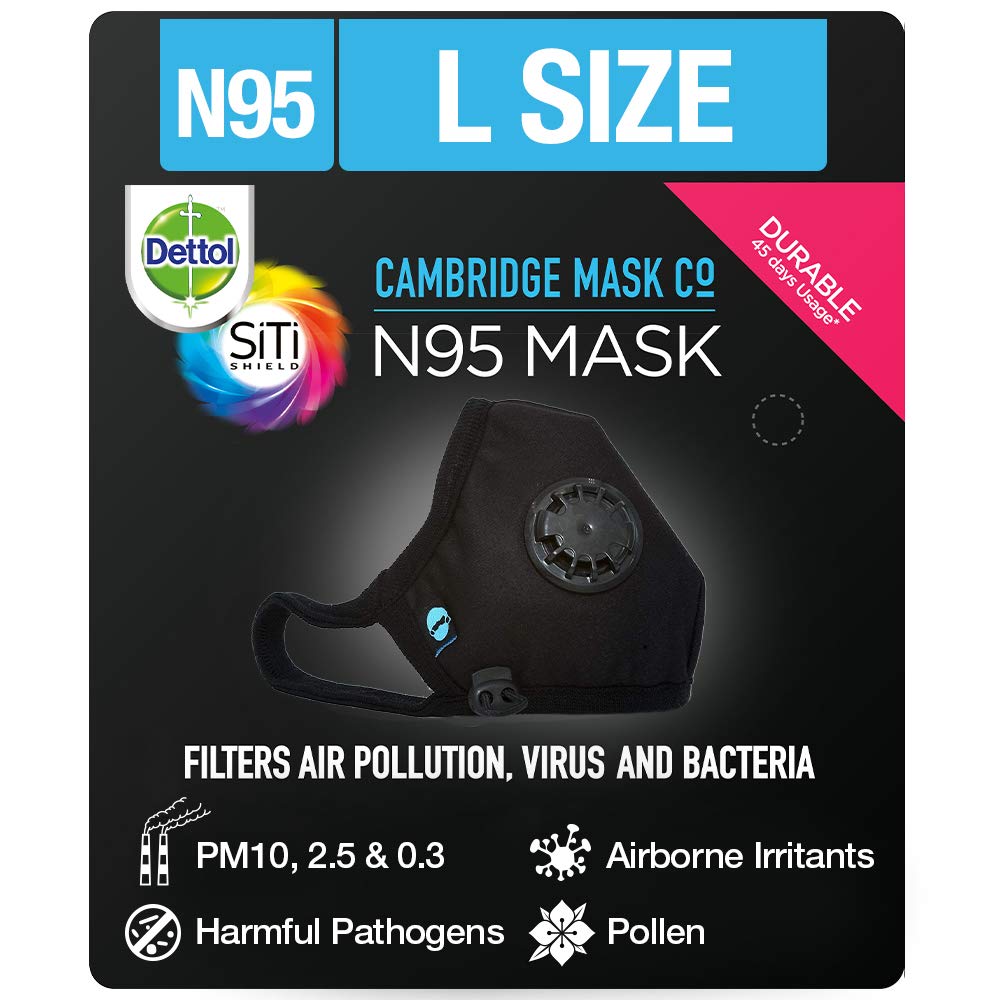 N95
L SIZE
Dettol
SiTi
SHIELD
CAMBRIDGE MASK CO
N95 MASK
DURABLE
45 days Usage*
FILTERS AIR POLLUTION, VIRUS AND BACTERIA
PM10, 2.5 & 0.3
Airborne Irritants
Harmful Pathogens
Pollen